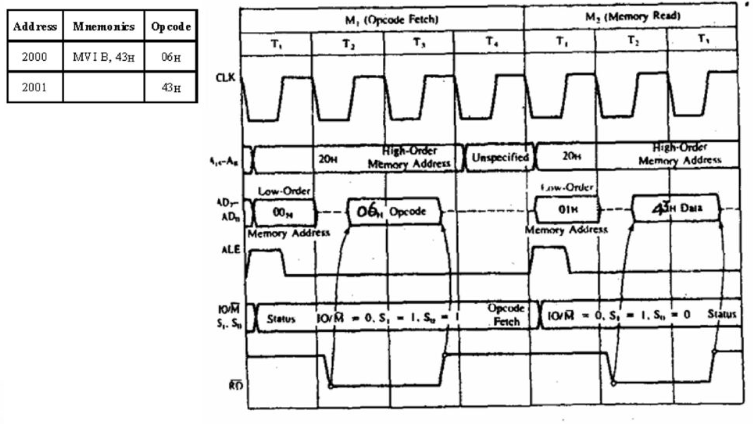 Address Mnemonics Opcode
2000 MVI B, 43H 06H
2001 43H
M₁ (Opcode Fetch) M₂ (Memory Read)
T₁ T₂ T₃ T₄ T₁ T₂ T₃
CLK
A₁₅-A₈ 20H High-Order Memory Address Unspecified 20H High-Order Memory Address
Low-Order Low-Order
AD₇-AD₀ 00H 06H Opcode 01H 43H Data
Memory Address Memory Address
ALE
IO/M̅ S₁, S₀ Status IO/M̅ = 0, S₁ = 1, S₀ = 1 Opcode Fetch IO/M̅ = 0, S₁ = 1, S₀ = 0 Status
R̅D̅